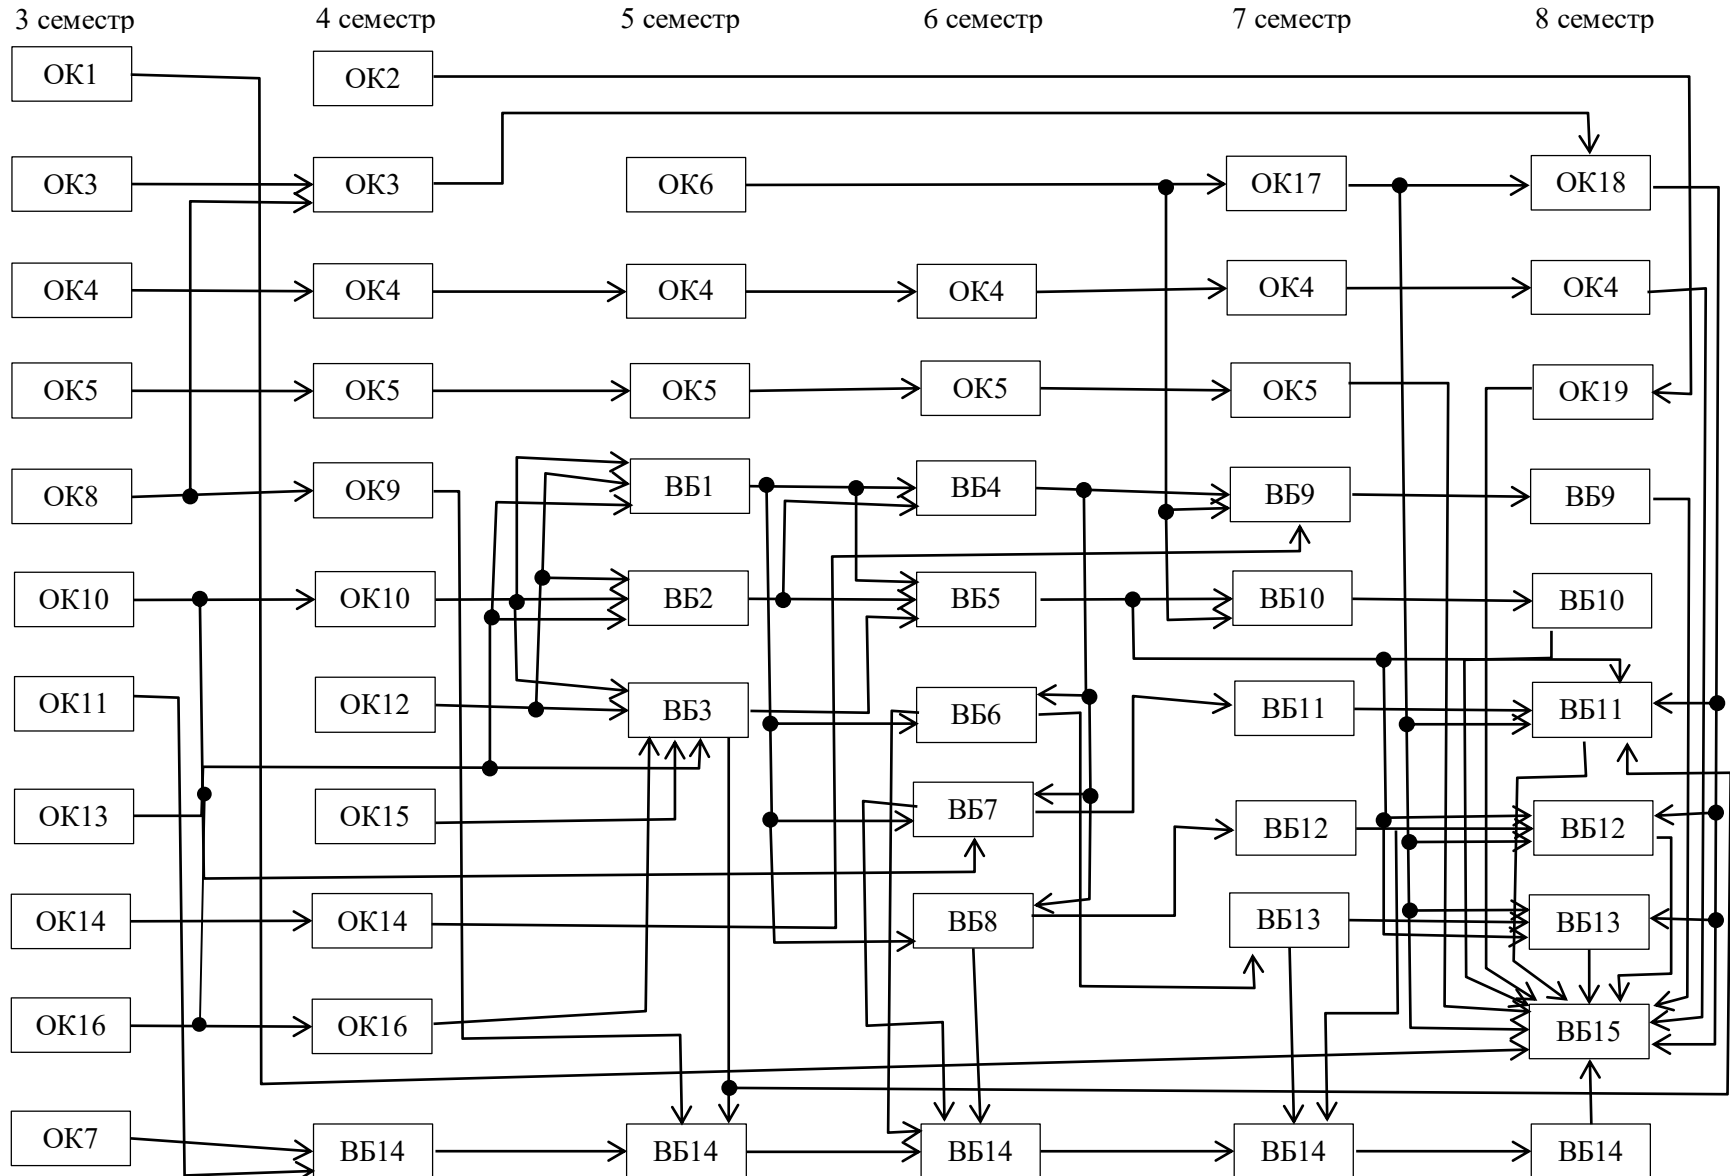 3 семестр 4 семестр 5 семестр 6 семестр 7 семестр 8 семестр
ОК1 ОК2
ОК3 ОК3 ОК6 ОК17 ОК18
ОК4 ОК4 ОК4 ОК4 ОК4 ОК4
ОК5 ОК5 ОК5 ОК5 ОК5 ОК19
ОК8 ОК9 ВБ1 ВБ4 ВБ9 ВБ9
ОК10 ОК10 ВБ2 ВБ5 ВБ10 ВБ10
ОК11 ОК12 ВБ3 ВБ6 ВБ11 ВБ11
ОК13 ОК15 ВБ7 ВБ12 ВБ12
ОК14 ОК14 ВБ8 ВБ13 ВБ13
ОК16 ОК16 ВБ15
ОК7 ВБ14 ВБ14 ВБ14 ВБ14 ВБ14